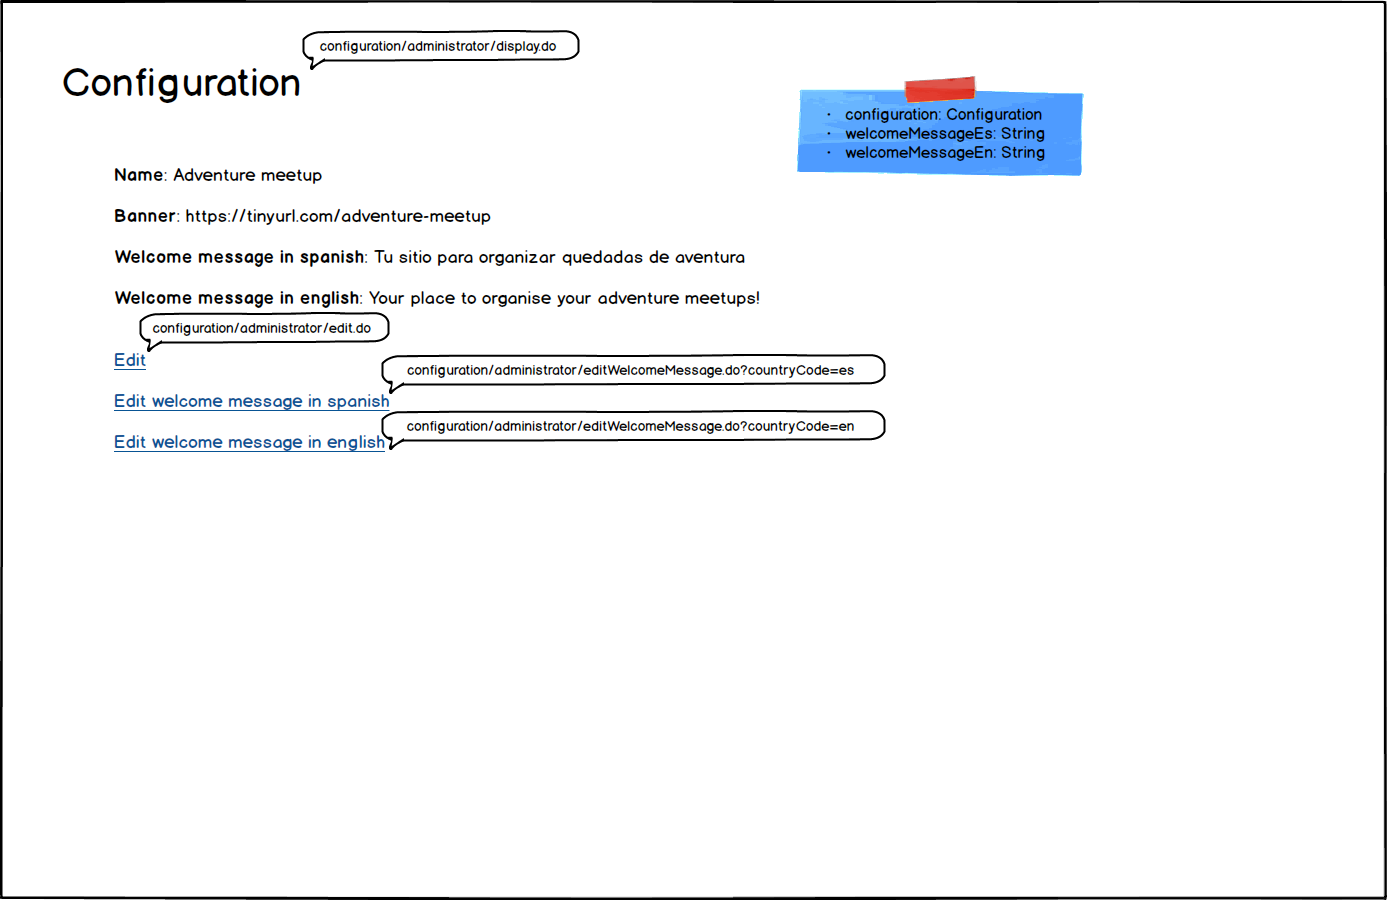 configuration/administrator/display.do
Configuration
· configuration: Configuration
· welcomeMessageEs: String
· welcomeMessageEn: String
Name: Adventure meetup
Banner: https://tinyurl.com/adventure-meetup
Welcome message in spanish: Tu sitio para organizar quedadas de aventura
Welcome message in english: Your place to organise your adventure meetups!
configuration/administrator/edit.do
Edit
configuration/administrator/editWelcomeMessage.do?countryCode=es
Edit welcome message in spanish
configuration/administrator/editWelcomeMessage.do?countryCode=en
Edit welcome message in english